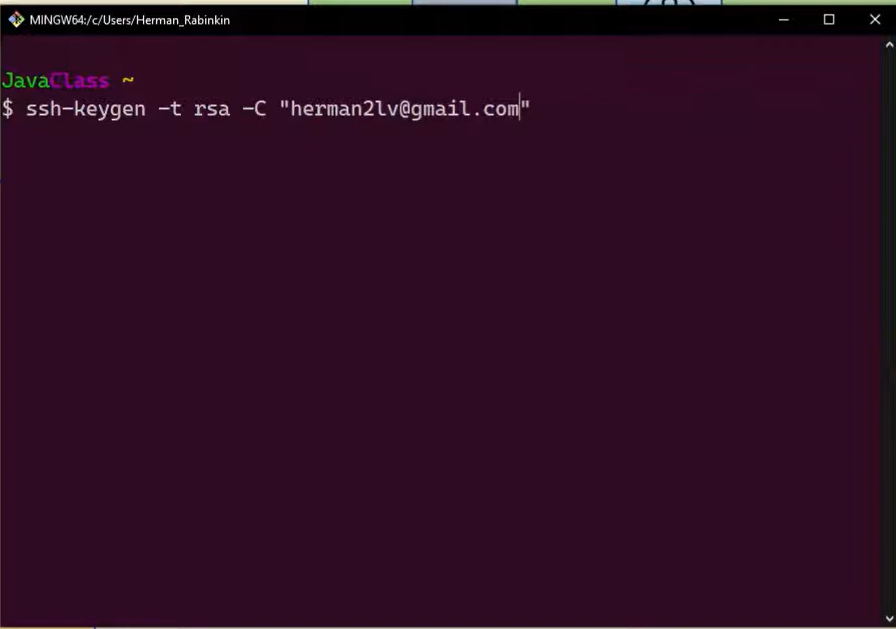 MINGW64:/c/Users/Herman_Rabinkin
JavaClass ~
$ ssh-keygen -t rsa -C "herman2lv@gmail.com"